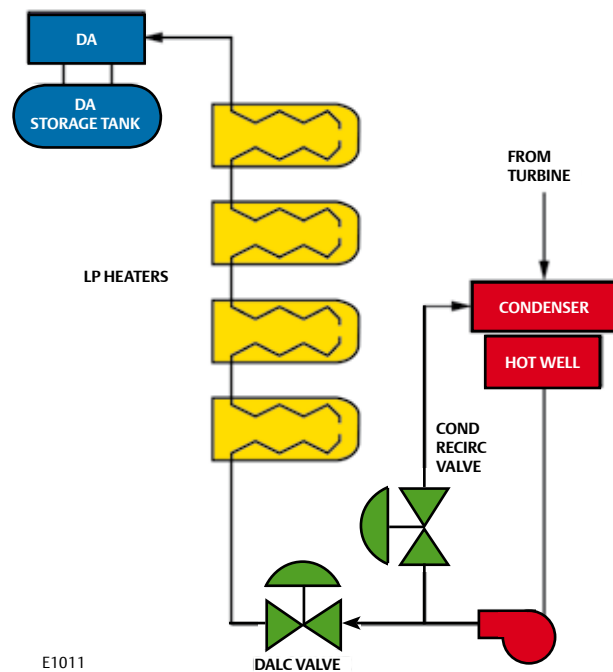 DA
DA
STORAGE TANK
FROM
TURBINE
LP HEATERS
CONDENSER
HOT WELL
COND
RECIRC
VALVE
E1011
DALC VALVE